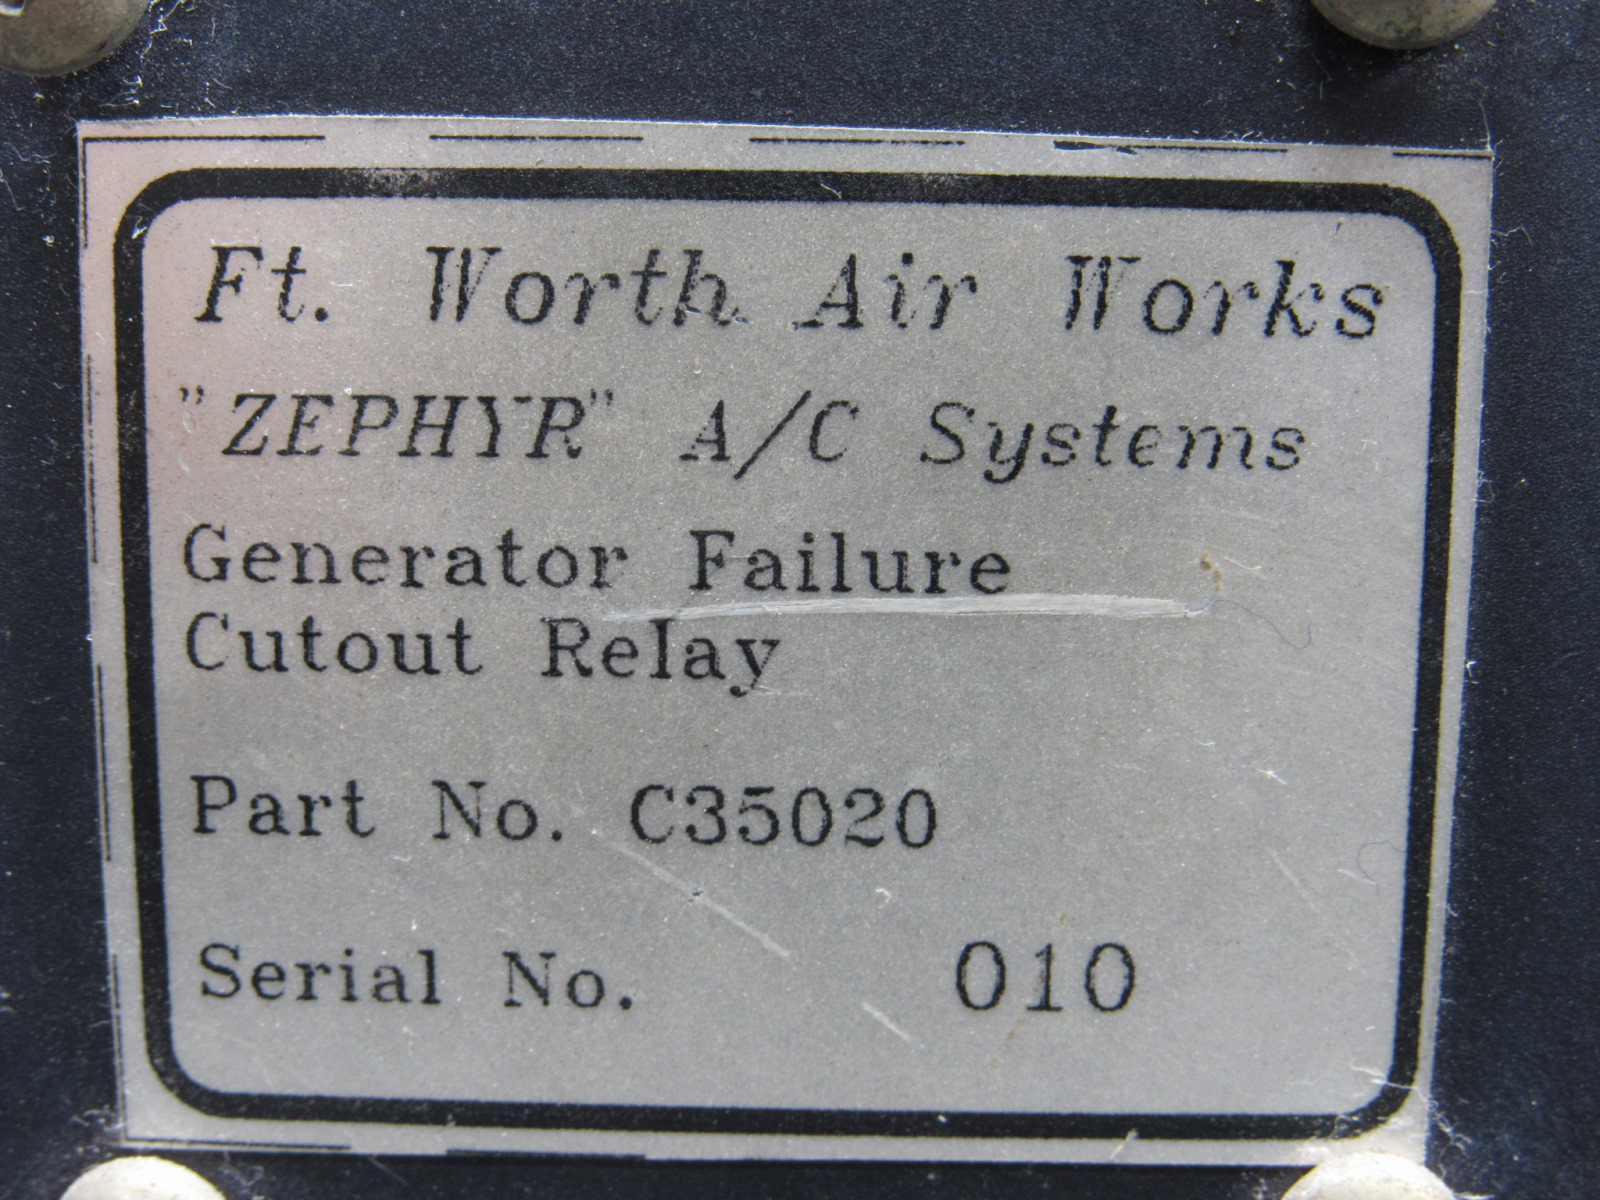 Ft. Worth Air Works
"ZEPHYR" A/C Systems
Generator Failure
Cutout Relay
Part No. C35020
Serial No. 010